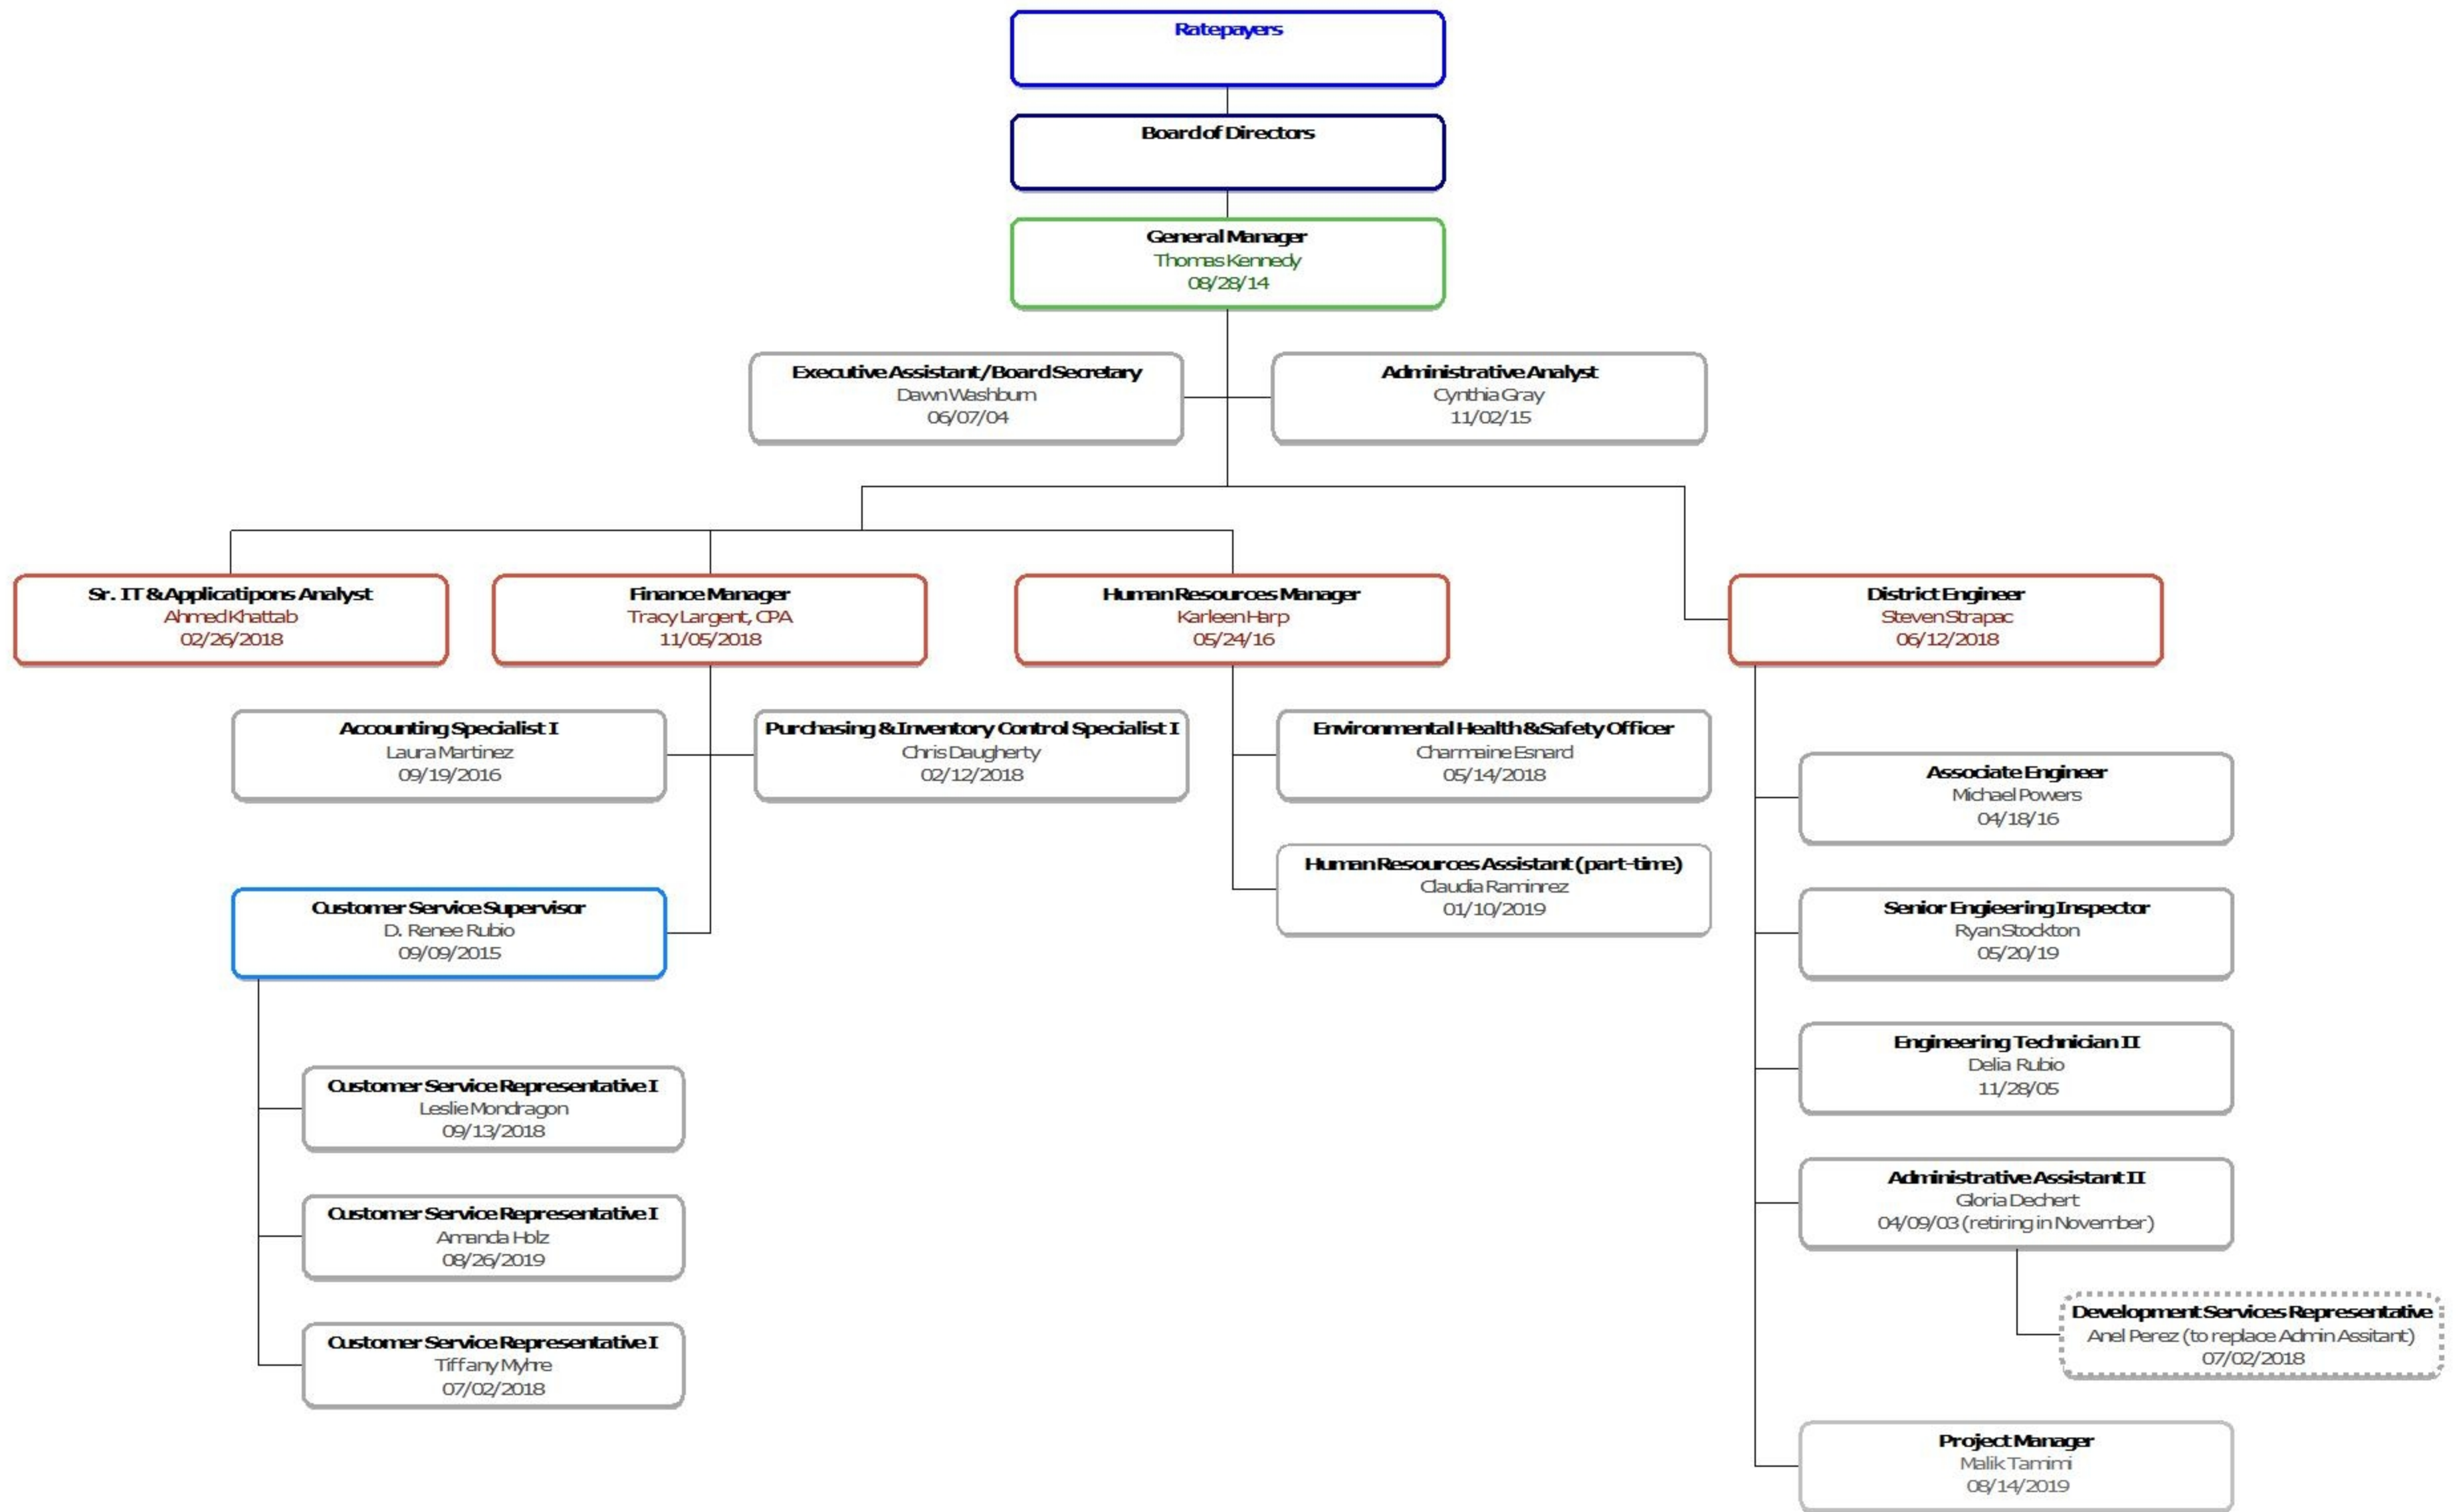 Ratepayers
Board of Directors
General Manager
Thomas Kennedy
08/28/14
Executive Assistant/Board Secretary
Dawn Washburn
06/07/04
Administrative Analyst
Cynthia Gray
11/02/15
Sr. IT & Applicatipons Analyst
Ahmed Khattab
02/26/2018
Finance Manager
Tracy Largent, CPA
11/05/2018
Human Resources Manager
Karleen Harp
05/24/16
District Engineer
Steven Strapac
06/12/2018
Accounting Specialist I
Laura Martinez
09/19/2016
Purchasing & Inventory Control Specialist I
Chris Daugherty
02/12/2018
Environmental Health & Safety Officer
Charmaine Esnard
05/14/2018
Associate Engineer
Michael Powers
04/18/16
Human Resources Assistant (part-time)
Claudia Raminrez
01/10/2019
Customer Service Supervisor
D. Renee Rubio
09/09/2015
Senior Engieering Inspector
Ryan Stockton
05/20/19
Engineering Technician II
Delia Rubio
11/28/05
Customer Service Representative I
Leslie Mondragon
09/13/2018
Administrative Assistant II
Gloria Dechert
04/09/03 (retiring in November)
Customer Service Representative I
Amanda Holz
08/26/2019
Development Services Representative
Anel Perez (to replace Admin Assitant)
07/02/2018
Customer Service Representative I
Tiffany Myhre
07/02/2018
Project Manager
Malik Tamimi
08/14/2019